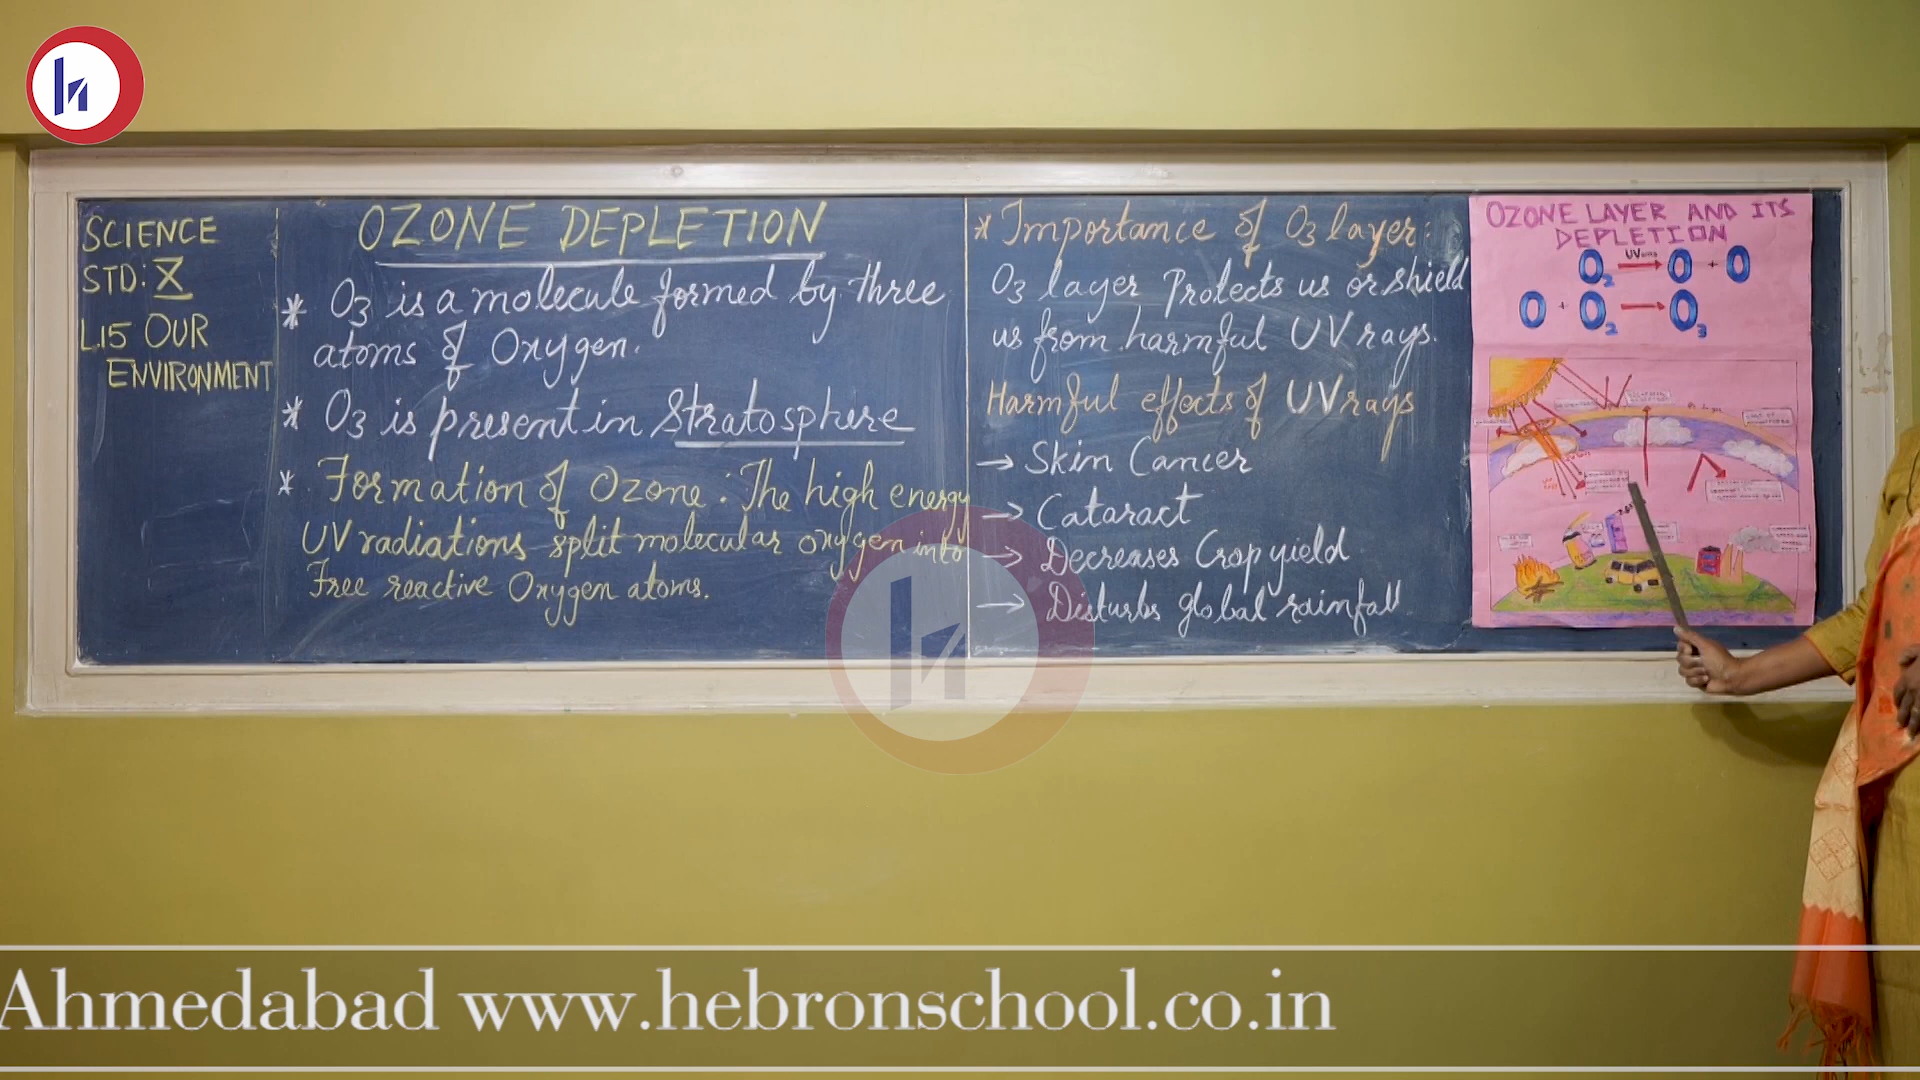 SCIENCE
STD: X
L15 OUR
ENVIRONMENT
OZONE DEPLETION
* O3 is a molecule formed by three
atoms of Oxygen.
* O3 is present in Stratosphere
* Formation of Ozone : The high energy
UV radiations split molecular oxygen into
Free reactive Oxygen atoms.
* Importance of O3 layer:
O3 layer Protects us or shield
us from harmful UV rays.
Harmful effects of UV rays
→ Skin Cancer
→ Cataract
→ Decreases Crop yield
→ Disturbs global rainfall
OZONE LAYER AND ITS
DEPLETION
UV
O2 → O + O
O + O2 → O3
Ahmedabad www.hebronschool.co.in